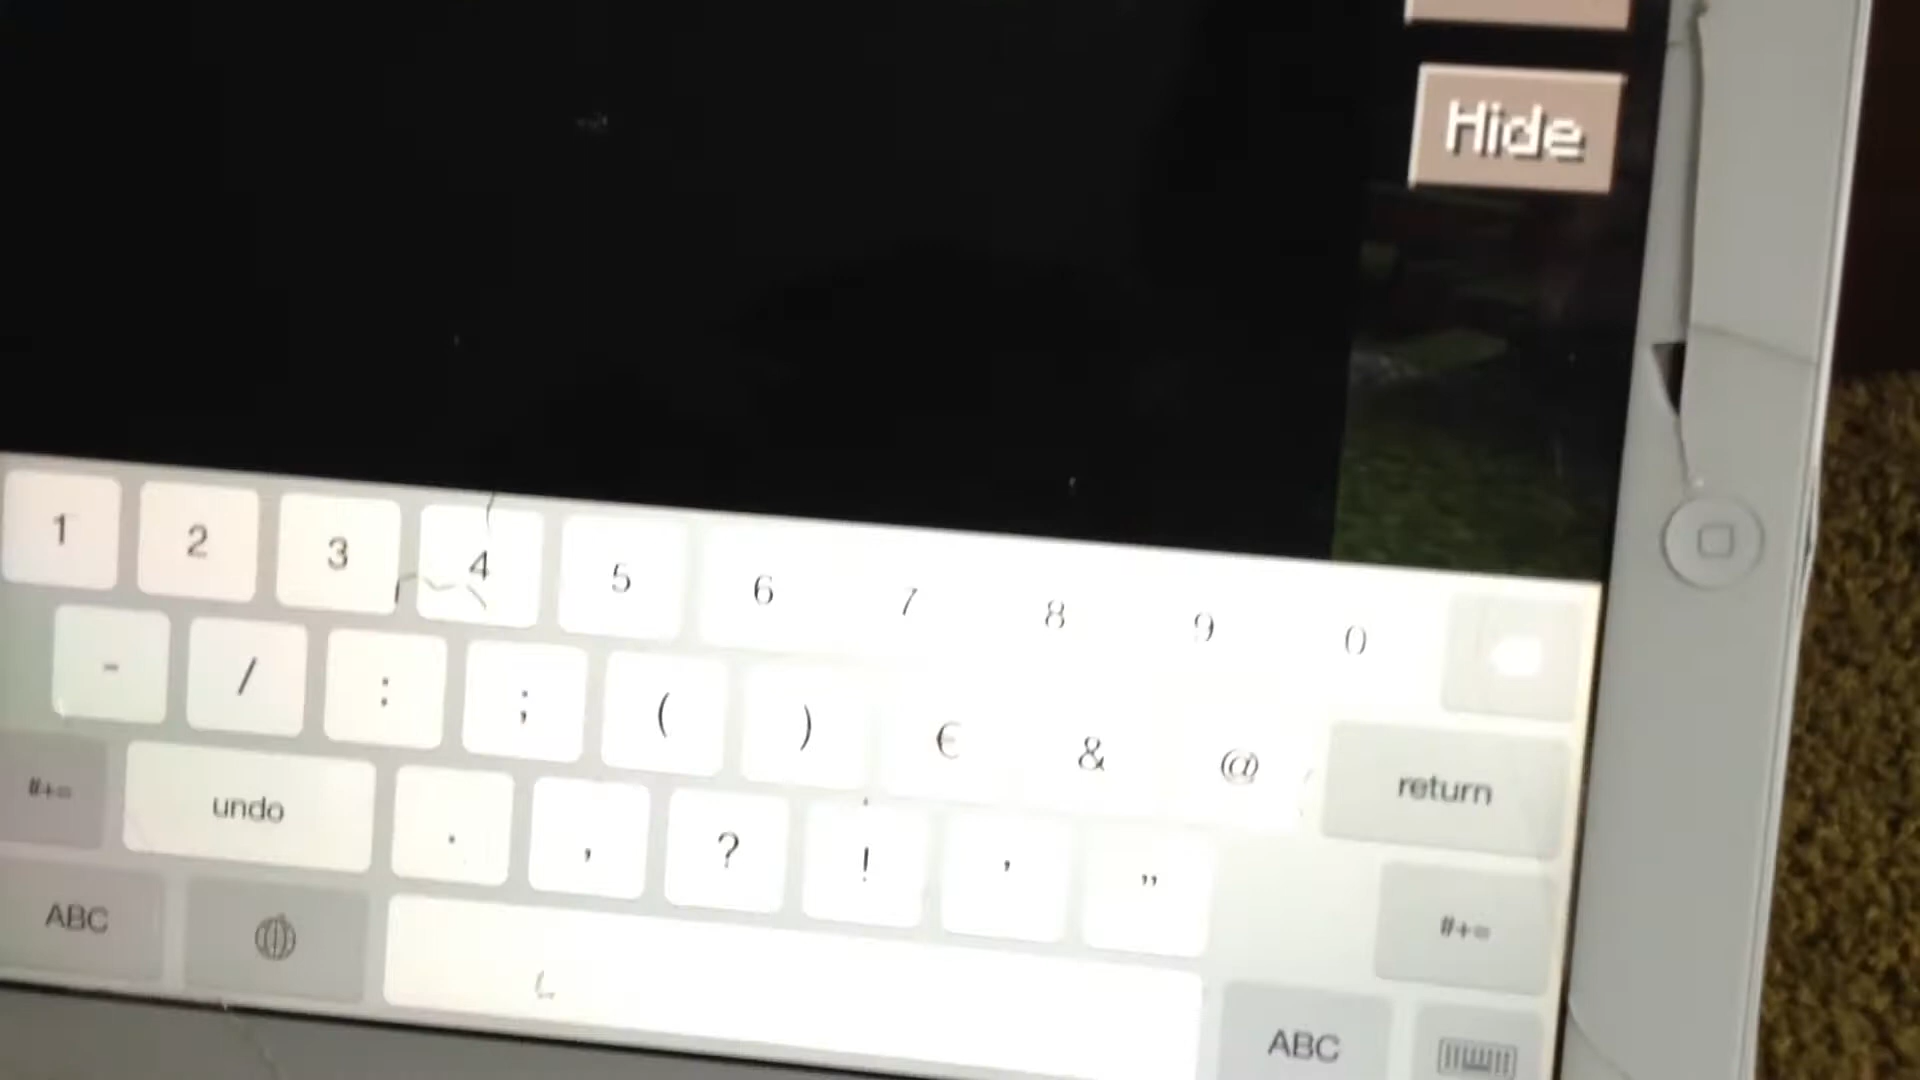 Hide
1 2 3 4 5 6 7 8 9 0
- / : ; ( ) € & @ return
#+= undo . , ? ! ' " #+=
ABC ABC